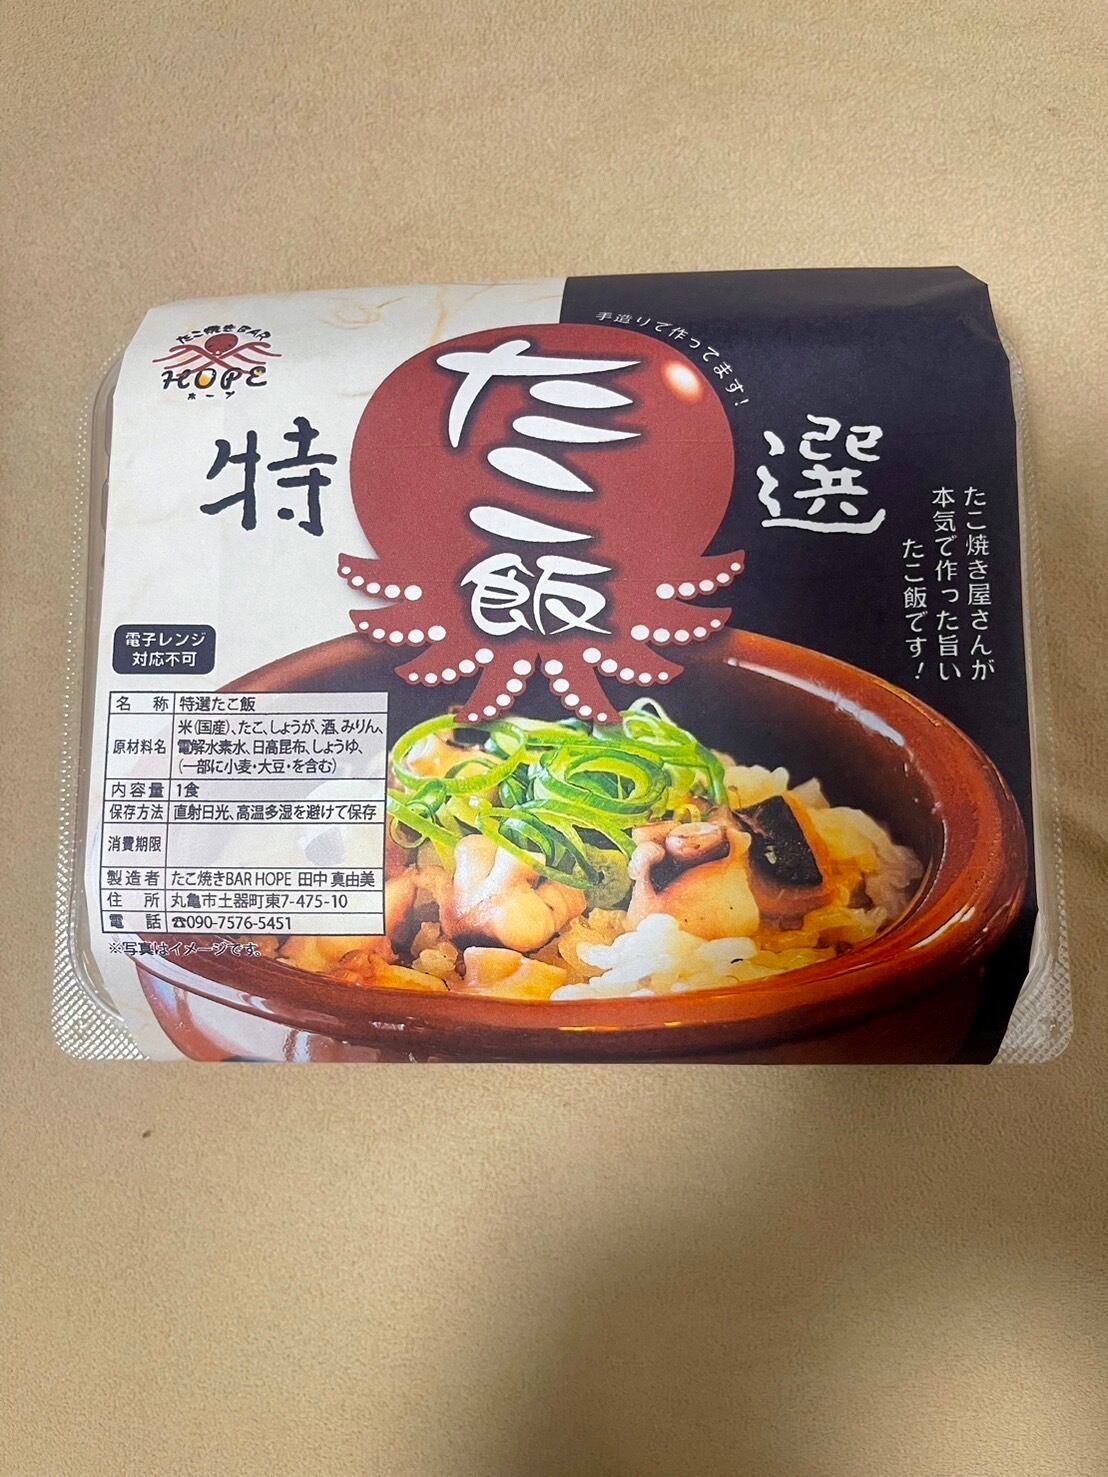 たこ焼きBAR
HOPE
ホープ
手造りで作ってます!
特選
たこ飯
たこ焼き屋さんが
本気で作った旨い
たこ飯です!
電子レンジ
対応不可
名 称 特選たこ飯
原材料名 米(国産)、たこ、しょうが、酒、みりん、
電解水素水、日高昆布、しょうゆ、
(一部に小麦・大豆・を含む)
内容量 1食
保存方法 直射日光、高温多湿を避けて保存
消費期限
製造者 たこ焼きBAR HOPE 田中 真由美
住 所 丸亀市土器町東7-475-10
電 話 ☎090-7576-5451
※写真はイメージです。